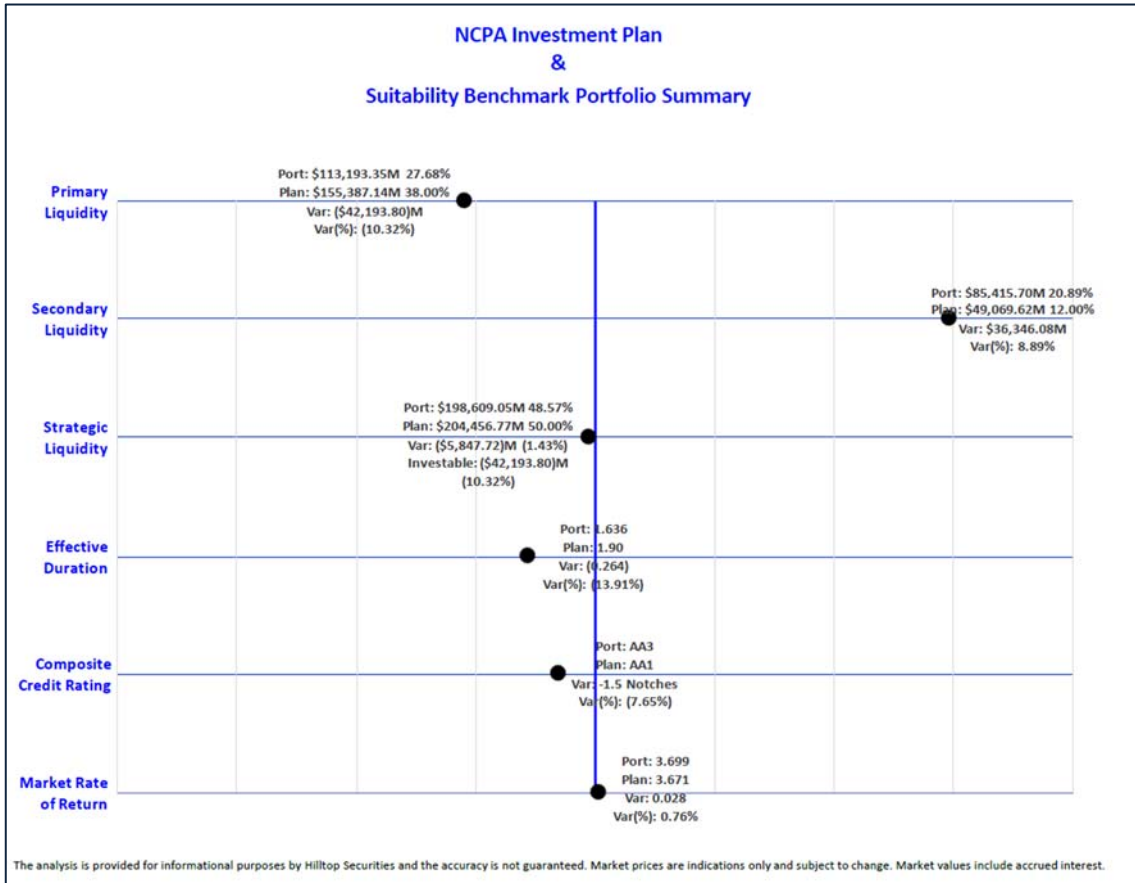 NCPA Investment Plan
&
Suitability Benchmark Portfolio Summary
Primary
Liquidity
Port: $113,193.35M 27.68%
Plan: $155,387.14M 38.00%
Var: ($42,193.80)M
Var(%): (10.32%)
Secondary
Liquidity
Port: $85,415.70M 20.89%
Plan: $49,069.62M 12.00%
Var: $36,346.08M
Var(%): 8.89%
Strategic
Liquidity
Port: $198,609.05M 48.57%
Plan: $204,456.77M 50.00%
Var: ($5,847.72)M (1.43%)
Investable: ($42,193.80)M
(10.32%)
Effective
Duration
Port: 1.636
Plan: 1.90
Var: (0.264)
Var(%): (13.91%)
Composite
Credit Rating
Port: AA3
Plan: AA1
Var: -1.5 Notches
Var(%): (7.65%)
Market Rate
of Return
Port: 3.699
Plan: 3.671
Var: 0.028
Var(%): 0.76%
The analysis is provided for informational purposes by Hilltop Securities and the accuracy is not guaranteed. Market prices are indications only and subject to change. Market values include accrued interest.